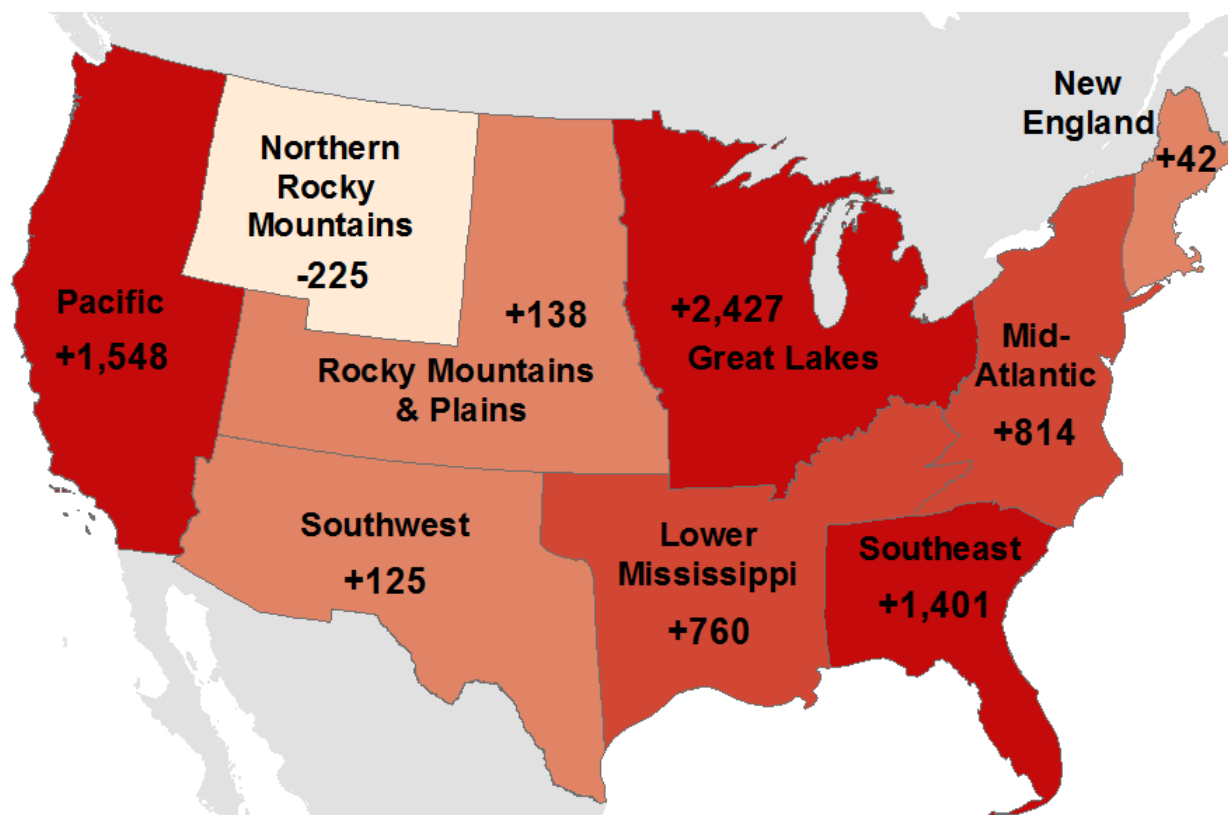 New
England
+42
Northern
Rocky
Mountains
-225
Pacific
+1,548
+138
Rocky Mountains
& Plains
+2,427
Great Lakes
Mid-
Atlantic
+814
Southwest
+125
Lower
Mississippi
+760
Southeast
+1,401